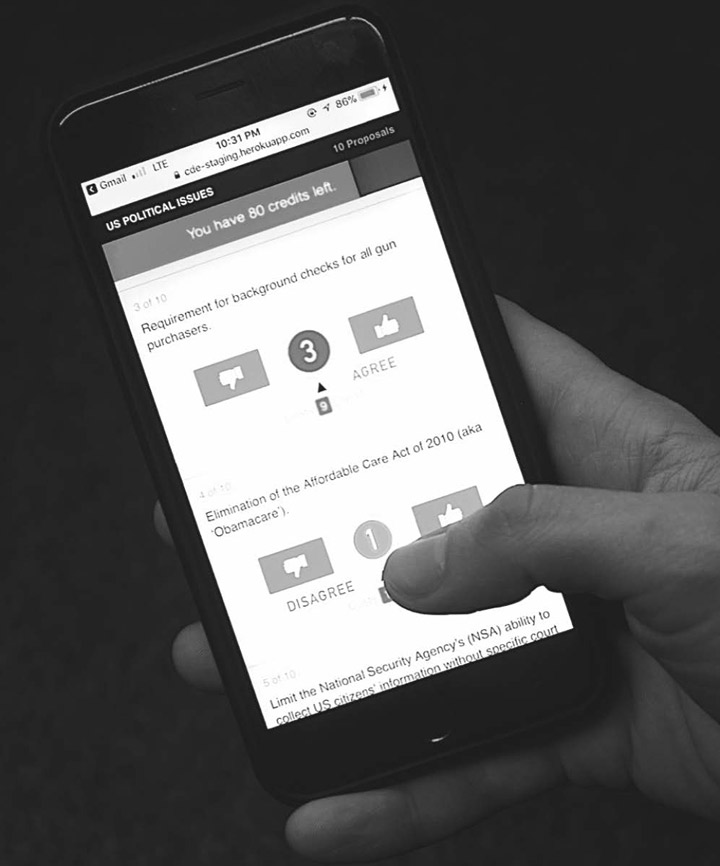 Gmail LTE 10:31 PM 86%
cde-staging.herokuapp.com
US POLITICAL ISSUES 10 Proposals
You have 80 credits left.
3 of 10
Requirement for background checks for all gun
purchasers.
3
AGREE
9
4 of 10
Elimination of the Affordable Care Act of 2010 (aka
'Obamacare').
1
DISAGREE
5 of 10
Limit the National Security Agency's (NSA) ability to
collect US citizens' information without specific court